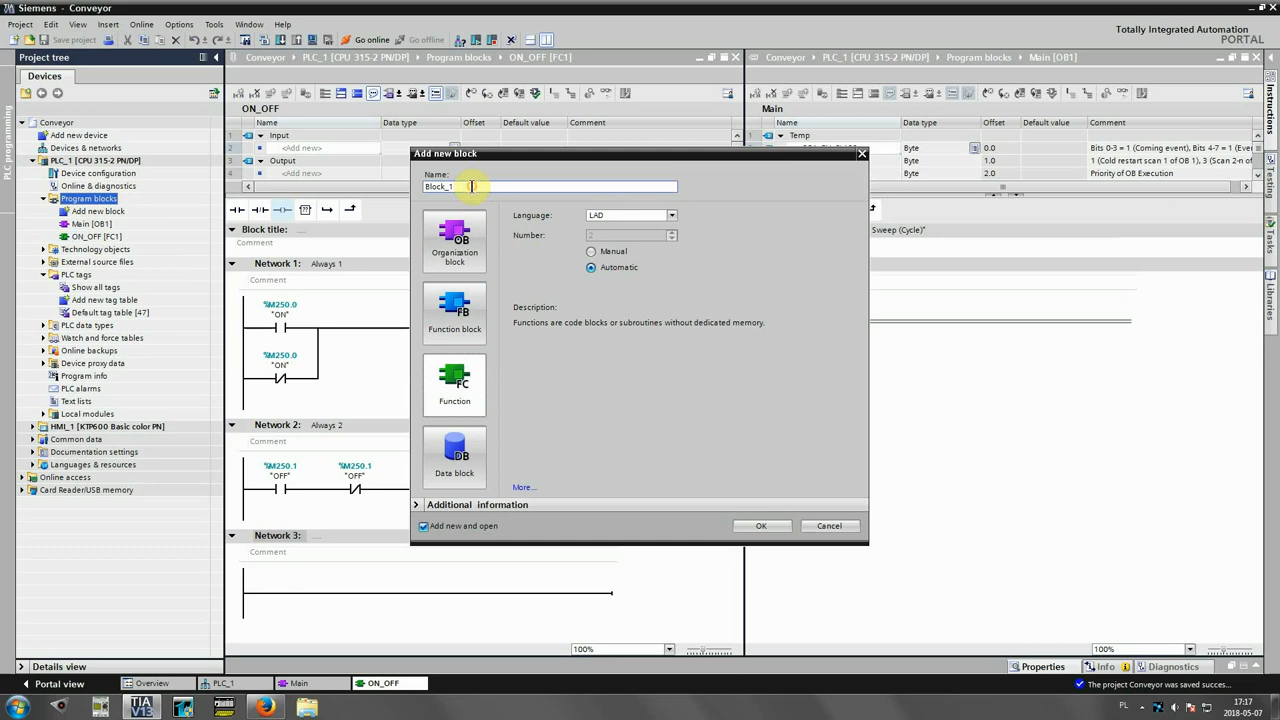 Siemens - Conveyor
Project Edit View Insert Online Options Tools Window Help
Totally Integrated Automation
PORTAL
Save project
Go online
Go offline
Project tree
Conveyor PLC_1 [CPU 315-2 PN/DP] Program blocks ON_OFF [FC1]
Conveyor PLC_1 [CPU 315-2 PN/DP] Program blocks Main [OB1]
Devices
PLC programming
Conveyor
Add new device
Devices & networks
PLC_1 [CPU 315-2 PN/DP]
Device configuration
Online & diagnostics
Program blocks
Add new block
Main [OB1]
ON_OFF [FC1]
Technology objects
External source files
PLC tags
Show all tags
Add new tag table
Default tag table [47]
PLC data types
Watch and force tables
Online backups
Device proxy data
Program info
PLC alarms
Text lists
Local modules
HMI_1 [KTP600 Basic color PN]
Common data
Documentation settings
Languages & resources
Online access
Card Reader/USB memory
Details view
ON_OFF
Name Data type Offset Default value Comment
1 Input
2 <Add new>
3 Output
4 <Add new>
Block title: .....
Comment
Network 1: Always 1
Comment
%M250.0
"ON"
%M250.0
"ON"
Network 2: Always 2
Comment
%M250.1 %M250.1
"OFF" "OFF"
Network 3: .....
Comment
100%
Add new block
Name:
Block_1
OB
Organization
block
FB
Function block
FC
Function
DB
Data block
Language: LAD
Number: 2
Manual
Automatic
Description:
Functions are code blocks or subroutines without dedicated memory.
More...
Additional information
Add new and open
OK
Cancel
Main
Name Data type Offset Default value Comment
1 Temp
Byte 0.0 Bits 0-3 = 1 (Coming event), Bits 4-7 = 1 (Eve
Byte 1.0 1 (Cold restart scan 1 of OB 1), 3 (Scan 2-n of
Byte 2.0 Priority of OB Execution
Sweep (Cycle)"
100%
Instructions
Testing
Tasks
Libraries
Properties
Info
Diagnostics
Portal view
Overview
PLC_1
Main
ON_OFF
The project Conveyor was saved succes...
TIA
V13
PL
17:17
2018-05-07